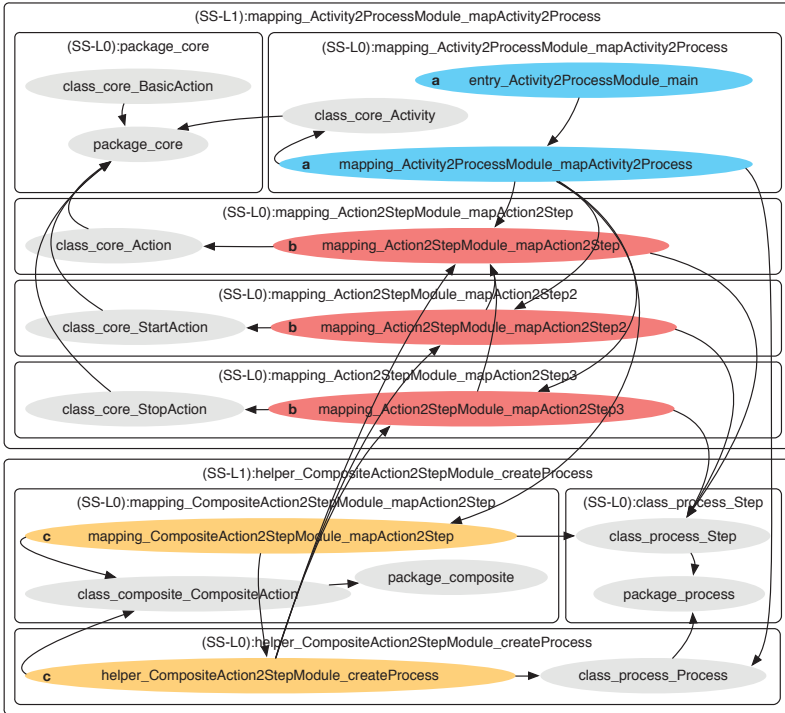 (SS-L1):mapping_Activity2ProcessModule_mapActivity2Process
(SS-L0):package_core
(SS-L0):mapping_Activity2ProcessModule_mapActivity2Process
class_core_BasicAction
a entry_Activity2ProcessModule_main
class_core_Activity
package_core
a mapping_Activity2ProcessModule_mapActivity2Process
(SS-L0):mapping_Action2StepModule_mapAction2Step
class_core_Action
b mapping_Action2StepModule_mapAction2Step
(SS-L0):mapping_Action2StepModule_mapAction2Step2
class_core_StartAction
b mapping_Action2StepModule_mapAction2Step2
(SS-L0):mapping_Action2StepModule_mapAction2Step3
class_core_StopAction
b mapping_Action2StepModule_mapAction2Step3
(SS-L1):helper_CompositeAction2StepModule_createProcess
(SS-L0):mapping_CompositeAction2StepModule_mapAction2Step
(SS-L0):class_process_Step
c mapping_CompositeAction2StepModule_mapAction2Step
class_process_Step
package_composite
class_composite_CompositeAction
package_process
(SS-L0):helper_CompositeAction2StepModule_createProcess
c helper_CompositeAction2StepModule_createProcess
class_process_Process